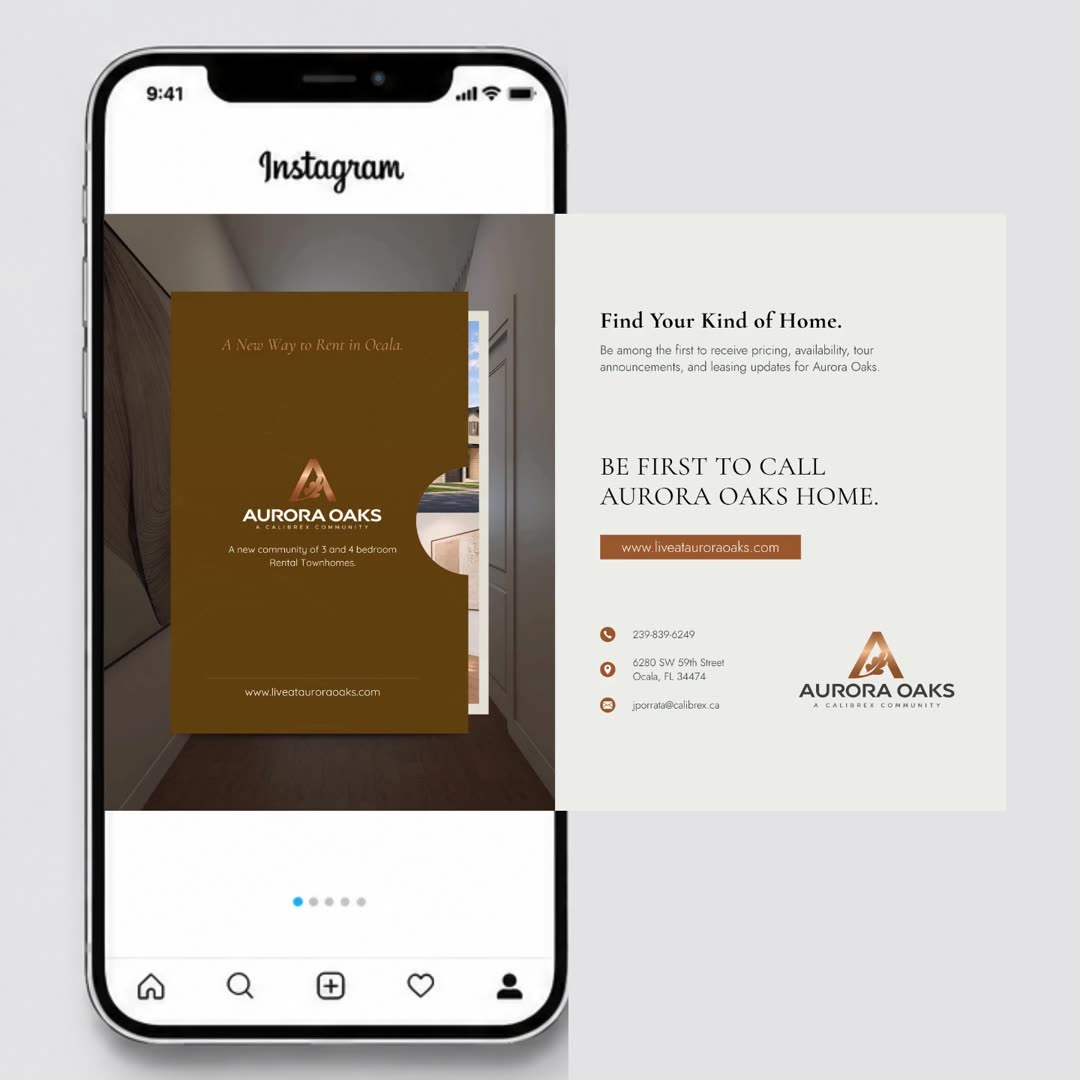 9:41
Instagram
A New Way to Rent in Ocala.
AURORA OAKS
A CALIBREX COMMUNITY
A new community of 3 and 4 bedroom
Rental Townhomes.
www.liveatauroraoaks.com
Find Your Kind of Home.
Be among the first to receive pricing, availability, tour
announcements, and leasing updates for Aurora Oaks.
BE FIRST TO CALL
AURORA OAKS HOME.
www.liveatauroraoaks.com
239-839-6249
6280 SW 59th Street
Ocala, FL 34474
jporrata@calibrex.ca
AURORA OAKS
A CALIBREX COMMUNITY